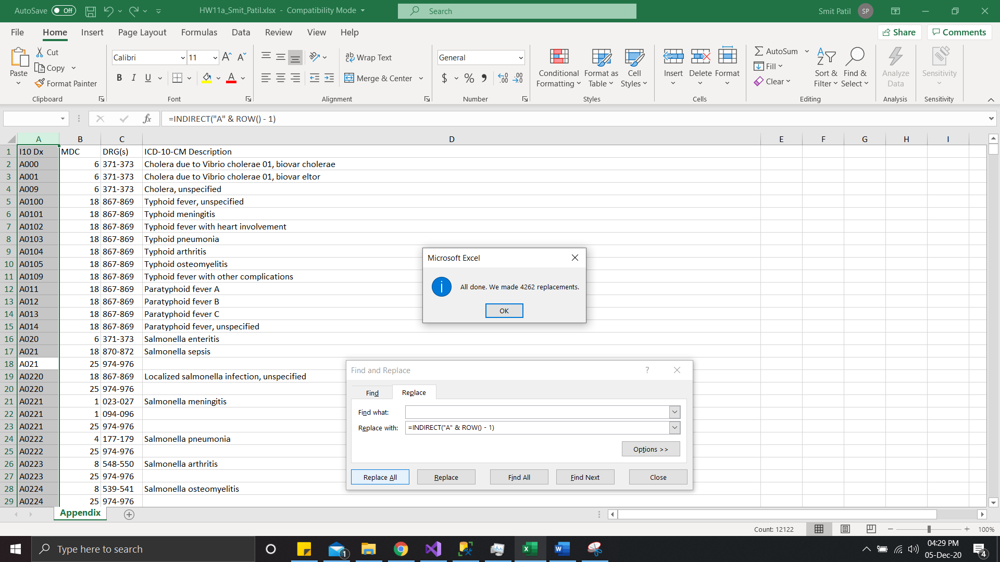 AutoSave Off HW11a_Smit_Patil.xlsx - Compatibility Mode Search Smit Patil SP
File Home Insert Page Layout Formulas Data Review View Help Share Comments
Paste Cut Copy Format Painter Clipboard
Calibri 11 B I U A Font
ab Wrap Text Merge & Center Alignment
General $ % Number
Conditional Formatting Format as Table Cell Styles Styles
Insert Delete Format Cells
AutoSum Fill Clear Sort & Filter Find & Select Editing
Analyze Data Analysis
Sensitivity Sensitivity
fx =INDIRECT("A" & ROW() - 1)
A B C D E F G H I
1 I10 Dx MDC DRG(s) ICD-10-CM Description
2 A000 6 371-373 Cholera due to Vibrio cholerae 01, biovar cholerae
3 A001 6 371-373 Cholera due to Vibrio cholerae 01, biovar eltor
4 A009 6 371-373 Cholera, unspecified
5 A0100 18 867-869 Typhoid fever, unspecified
6 A0101 18 867-869 Typhoid meningitis
7 A0102 18 867-869 Typhoid fever with heart involvement
8 A0103 18 867-869 Typhoid pneumonia
9 A0104 18 867-869 Typhoid arthritis
10 A0105 18 867-869 Typhoid osteomyelitis
11 A0109 18 867-869 Typhoid fever with other complications
12 A011 18 867-869 Paratyphoid fever A
13 A012 18 867-869 Paratyphoid fever B
14 A013 18 867-869 Paratyphoid fever C
15 A014 18 867-869 Paratyphoid fever, unspecified
16 A020 6 371-373 Salmonella enteritis
17 A021 18 870-872 Salmonella sepsis
18 A021 25 974-976
19 A0220 18 867-869 Localized salmonella infection, unspecified
20 A0220 25 974-976
21 A0221 1 023-027 Salmonella meningitis
22 A0221 1 094-096
23 A0221 25 974-976
24 A0222 4 177-179 Salmonella pneumonia
25 A0222 25 974-976
26 A0223 8 548-550 Salmonella arthritis
27 A0223 25 974-976
28 A0224 8 539-541 Salmonella osteomyelitis
29 A0224 25 974-976
Microsoft Excel
All done. We made 4262 replacements.
OK
Find and Replace ?
Find Replace
Find what:
Replace with: =INDIRECT("A" & ROW() - 1)
Options >>
Replace All Replace Find All Find Next Close
Appendix
Count: 12122 100%
Type here to search 1 04:29 PM 4
05-Dec-20